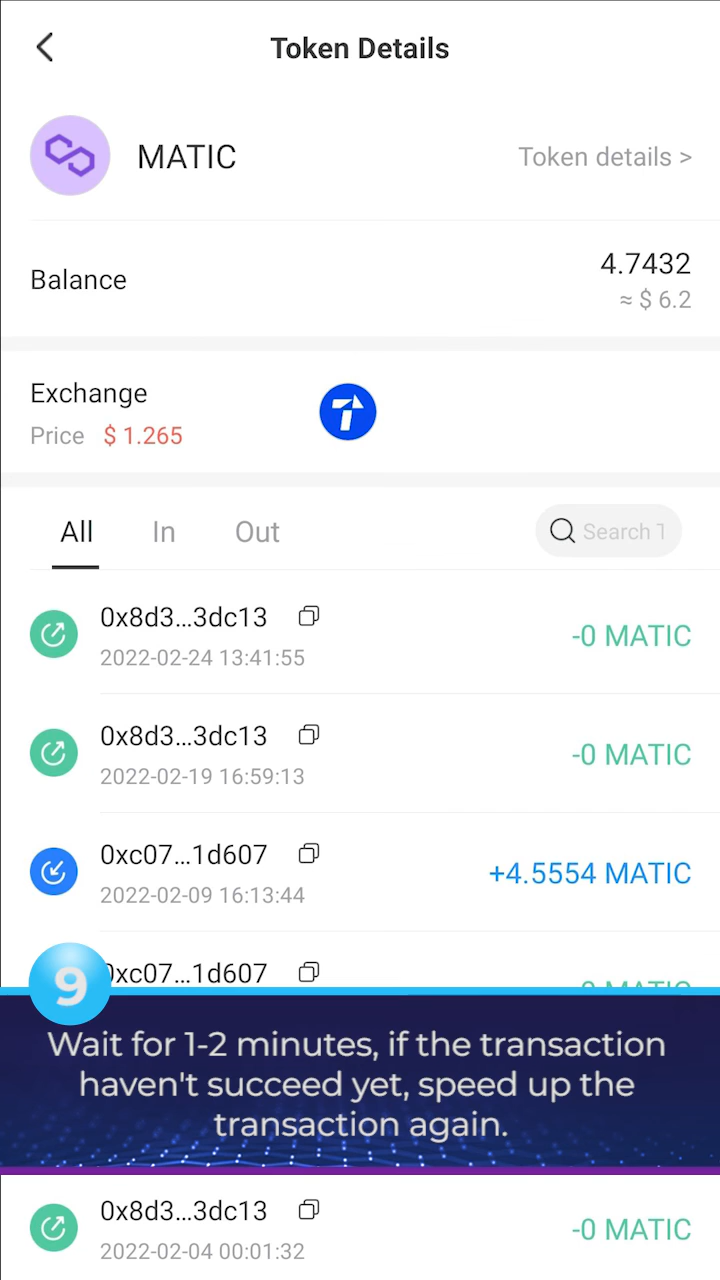 Token Details
MATIC
Token details >
Balance
4.7432
≈ $ 6.2
Exchange
Price $ 1.265
All In Out
Search
0x8d3...3dc13
-0 MATIC
2022-02-24 13:41:55
0x8d3...3dc13
-0 MATIC
2022-02-19 16:59:13
0xc07...1d607
+4.5554 MATIC
2022-02-09 16:13:44
0xc07...1d607
9
Wait for 1-2 minutes, if the transaction
haven't succeed yet, speed up the
transaction again.
0x8d3...3dc13
-0 MATIC
2022-02-04 00:01:32